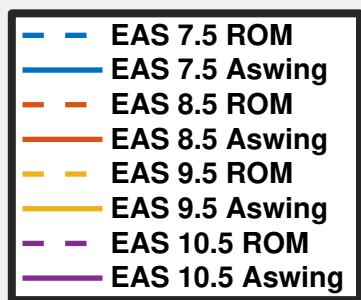 EAS 7.5 ROM
EAS 7.5 Aswing
EAS 8.5 ROM
EAS 8.5 Aswing
EAS 9.5 ROM
EAS 9.5 Aswing
EAS 10.5 ROM
EAS 10.5 Aswing